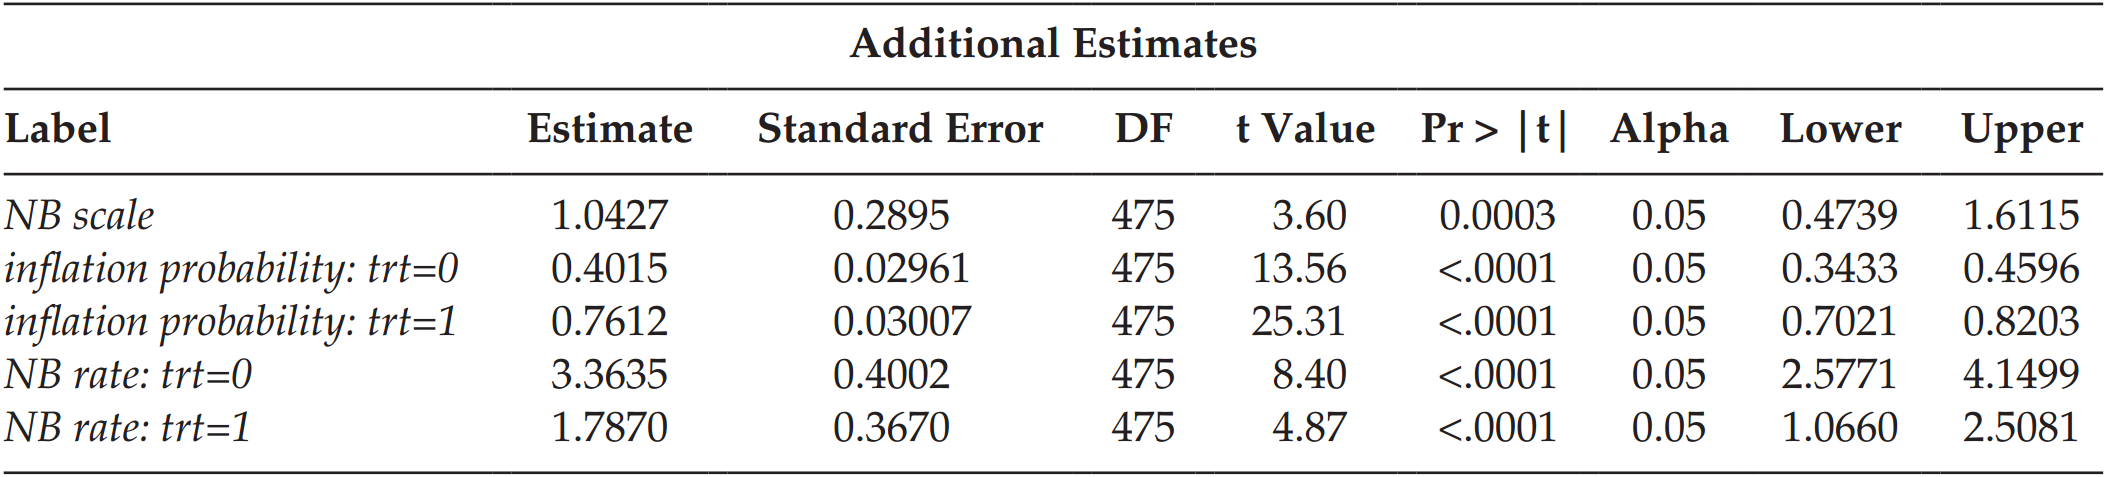 Additional Estimates
Label Estimate Standard Error DF t Value Pr > |t| Alpha Lower Upper
NB scale 1.0427 0.2895 475 3.60 0.0003 0.05 0.4739 1.6115
inflation probability: trt=0 0.4015 0.02961 475 13.56 <.0001 0.05 0.3433 0.4596
inflation probability: trt=1 0.7612 0.03007 475 25.31 <.0001 0.05 0.7021 0.8203
NB rate: trt=0 3.3635 0.4002 475 8.40 <.0001 0.05 2.5771 4.1499
NB rate: trt=1 1.7870 0.3670 475 4.87 <.0001 0.05 1.0660 2.5081